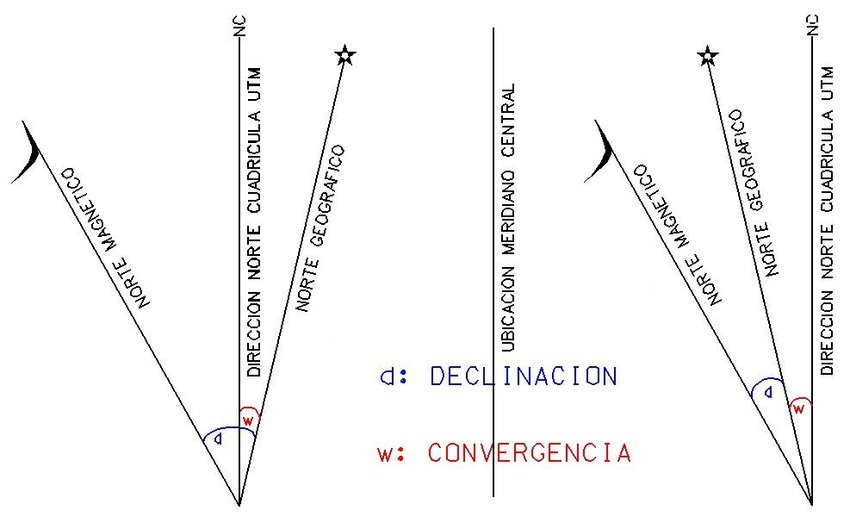 NC
DIRECCION NORTE CUADRICULA UTM
NORTE MAGNETICO
NORTE GEOGRAFICO
d
w
UBICACION MERIDIANO CENTRAL
d: DECLINACION
w: CONVERGENCIA
NC
NORTE MAGNETICO
NORTE GEOGRAFICO
DIRECCION NORTE CUADRICULA UTM
d
w